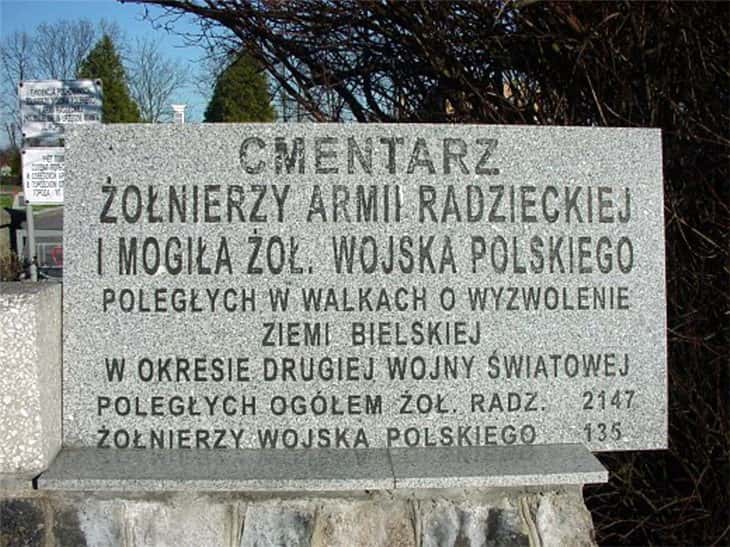 CMENTARZ
ŻOŁNIERZY ARMII RADZIECKIEJ
I MOGIŁA ŻOŁ. WOJSKA POLSKIEGO
POLEGŁYCH W WALKACH O WYZWOLENIE
ZIEMI BIELSKIEJ
W OKRESIE DRUGIEJ WOJNY ŚWIATOWEJ
POLEGŁYCH OGÓŁEM ŻOŁ. RADZ. 2147
ŻOŁNIERZY WOJSKA POLSKIEGO 135